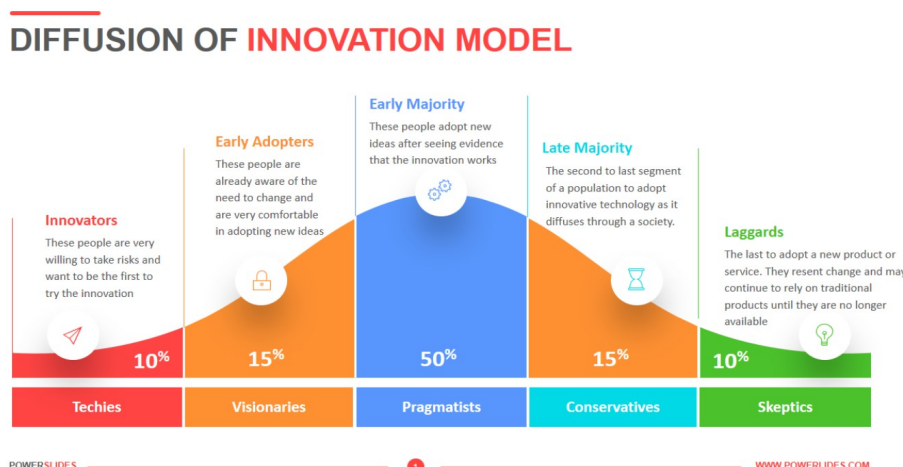 DIFFUSION OF INNOVATION MODEL
Innovators
These people are very
willing to take risks and
want to be the first to
try the innovation
Early Adopters
These people are
already aware of the
need to change and
are very comfortable
in adopting new ideas
Early Majority
These people adopt new
ideas after seeing evidence
that the innovation works
Late Majority
The second to last segment
of a population to adopt
innovative technology as it
diffuses through a society.
Laggards
The last to adopt a new product or
service. They resent change and may
continue to rely on traditional
products until they are no longer
available
10%
15%
50%
15%
10%
Techies
Visionaries
Pragmatists
Conservatives
Skeptics
POWERSLIDES
WWW.POWERLIDES.COM